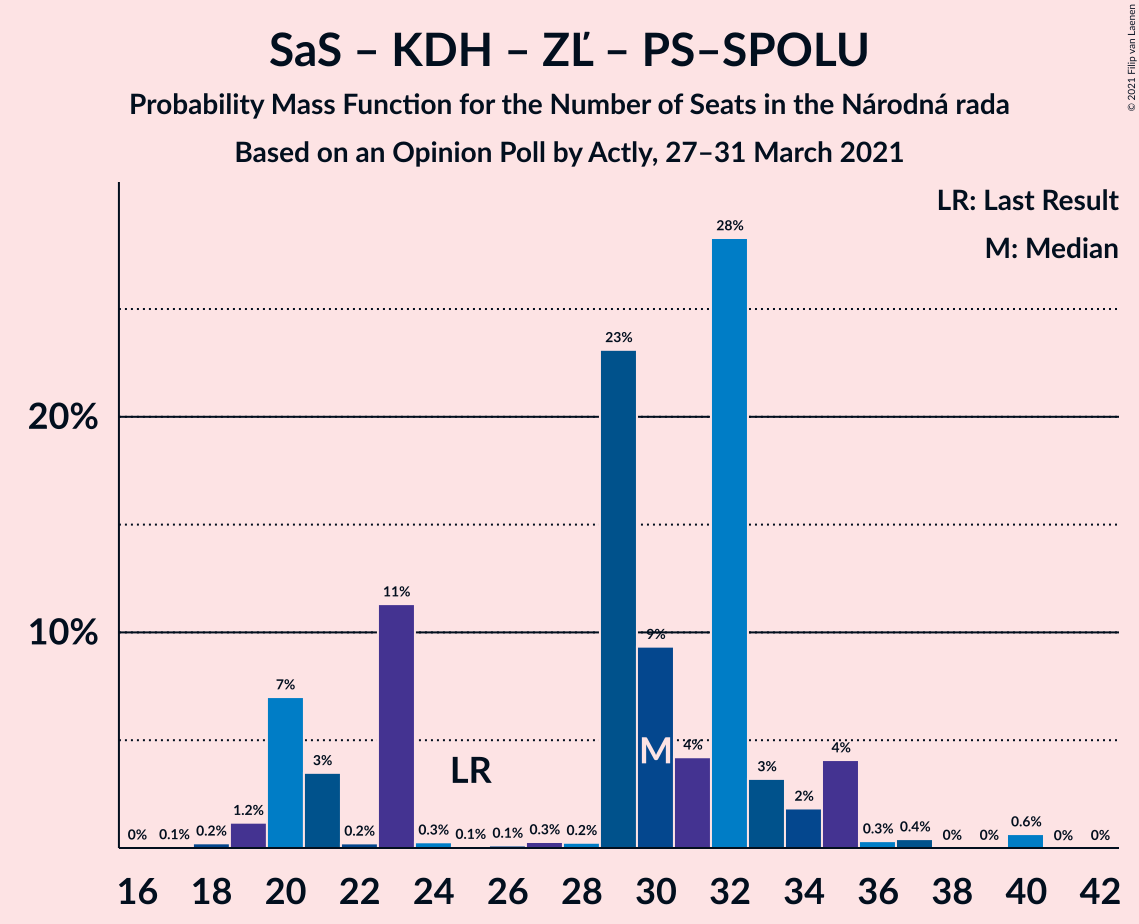 SaS – KDH – ZĽ – PS–SPOLU
Probability Mass Function for the Number of Seats in the Národná rada
Based on an Opinion Poll by Actly, 27–31 March 2021
© 2021 Filip van Laenen
LR: Last Result
M: Median
28%
23%
20%
11%
10%
9%
7%
M
4%
4%
LR
3%
3%
2%
1.2%
0% 0.1% 0.2% 0.2% 0.3% 0.1% 0.1% 0.3% 0.2% 0.3% 0.4% 0% 0% 0.6% 0% 0%
16 18 20 22 24 26 28 30 32 34 36 38 40 42